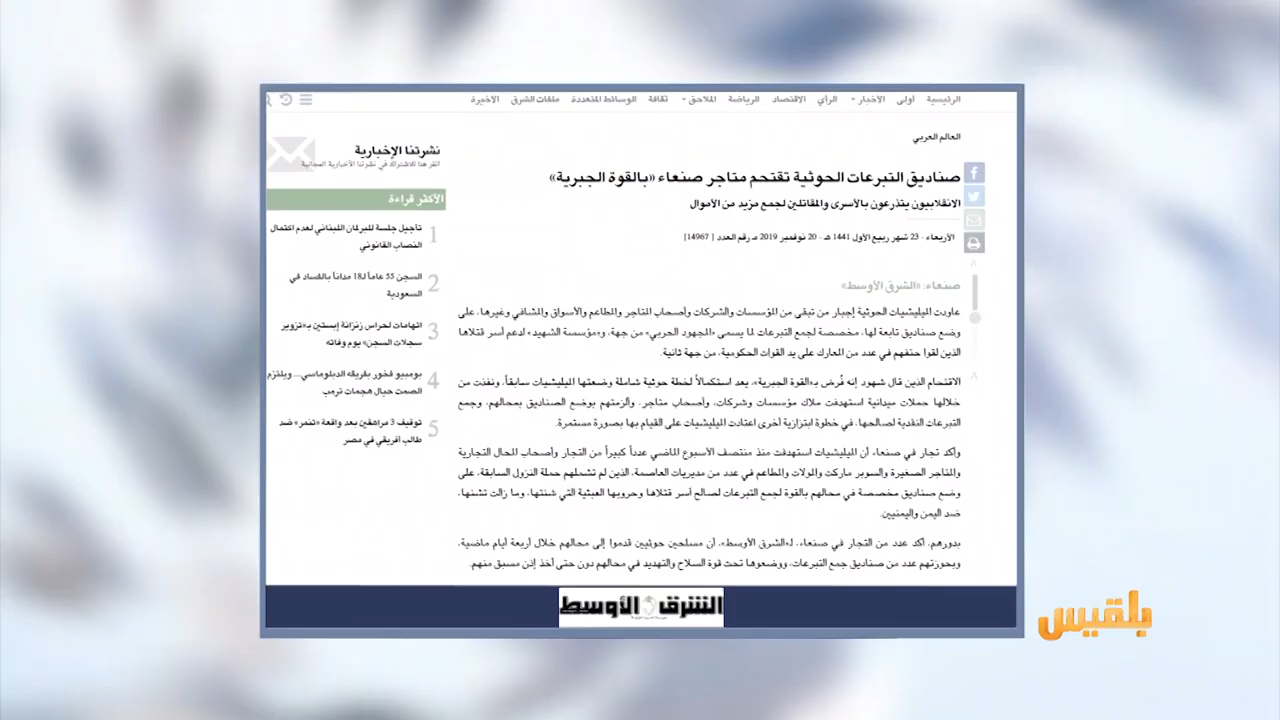 الرئيسية أولى الأخبار الرأي الاقتصاد الرياضة الملاحق ثقافة الوسائط المتعددة ملفات الشرق الأخيرة
العالم العربي
صناديق التبرعات الحوثية تقتحم متاجر صنعاء «بالقوة الجبرية»
الانقلابيون يتذرعون بالأسرى والمقاتلين لجمع مزيد من الأموال
الأربعاء - 23 شهر ربيع الأول 1441 هـ - 20 نوفمبر 2019 مـ رقم العدد [ 14967]
صنعاء: «الشرق الأوسط»
عاودت الميليشيات الحوثية إجبار من تبقى من المؤسسات والشركات وأصحاب المتاجر والمطاعم والأسواق والمشافي وغيرها، على
وضع صناديق تابعة لها، مخصصة لجمع التبرعات لما يسمى «المجهود الحربي» من جهة، و«مؤسسة الشهيد» لدعم أسر قتلاها
الذين لقوا حتفهم في عدد من المعارك على يد القوات الحكومية، من جهة ثانية.
الاقتحام الذين قال شهود إنه فُرض بـ«القوة الجبرية»، يعد استكمالاً لخطة حوثية شاملة وضعتها الميليشيات سابقاً، ونفذت من
خلالها حملات ميدانية استهدفت ملاك مؤسسات وشركات، وأصحاب متاجر، وألزمتهم بوضع الصناديق بمحالهم، وجمع
التبرعات النقدية لصالحها، في خطوة ابتزازية أخرى اعتادت الميليشيات على القيام بها بصورة مستمرة.
وأكد تجار في صنعاء أن الميليشيات استهدفت منذ منتصف الأسبوع الماضي عدداً كبيراً من التجار وأصحاب المحال التجارية
والمتاجر الصغيرة والسوبر ماركت والمولات والمطاعم في عدد من مديريات العاصمة، الذين لم تشملهم حملة النزول السابقة، على
وضع صناديق مخصصة في محالهم بالقوة لجمع التبرعات لصالح أسر قتلاها وحروبها العبثية التي شنتها، وما زالت تشنها،
ضد اليمن واليمنيين.
بدورهم، أكد عدد من التجار في صنعاء، لـ«الشرق الأوسط»، أن مسلحين حوثيين قدموا إلى محالهم خلال أربعة أيام ماضية،
وبحوزتهم عدد من صناديق جمع التبرعات، ووضعوها تحت قوة السلاح والتهديد في محالهم دون حتى أخذ إذن مسبق منهم.
نشرتنا الإخبارية
انقر هنا للاشتراك في نشرتنا الأخبارية المجانية
الأكثر قراءة
1 تأجيل جلسة للبرلمان اللبناني لعدم اكتمال
النصاب القانوني
2 السجن 55 عاماً لـ18 مداناً بالفساد في
السعودية
3 اتهامات لحراس زنزانة إبستين بـ«تزوير
سجلات السجن» يوم وفاته
4 بومبيو فخور بفريقه الدبلوماسي... ويلتزم
الصمت حيال هجمات ترمب
5 توقيف 3 مراهقين بعد واقعة «تنمر» ضد
طالب أفريقي في مصر
الشرق الأوسط
بلقيس